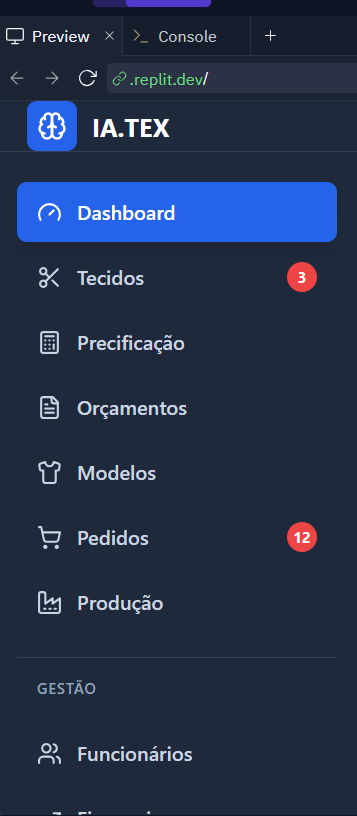 Preview
Console
.replit.dev/
IA.TEX
Dashboard
Tecidos 3
Precificação
Orçamentos
Modelos
Pedidos 12
Produção
GESTÃO
Funcionários